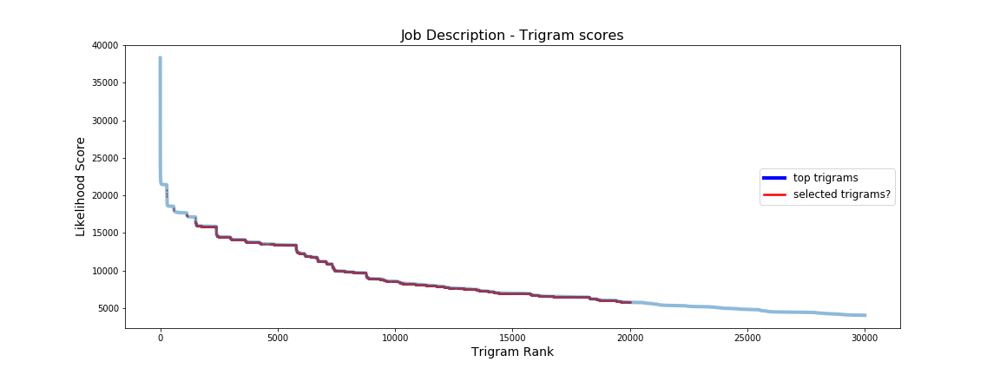 Job Description - Trigram scores
40000
35000
30000
25000
20000
15000
10000
5000
Likelihood Score
top trigrams
selected trigrams?
0 5000 10000 15000 20000 25000 30000
Trigram Rank